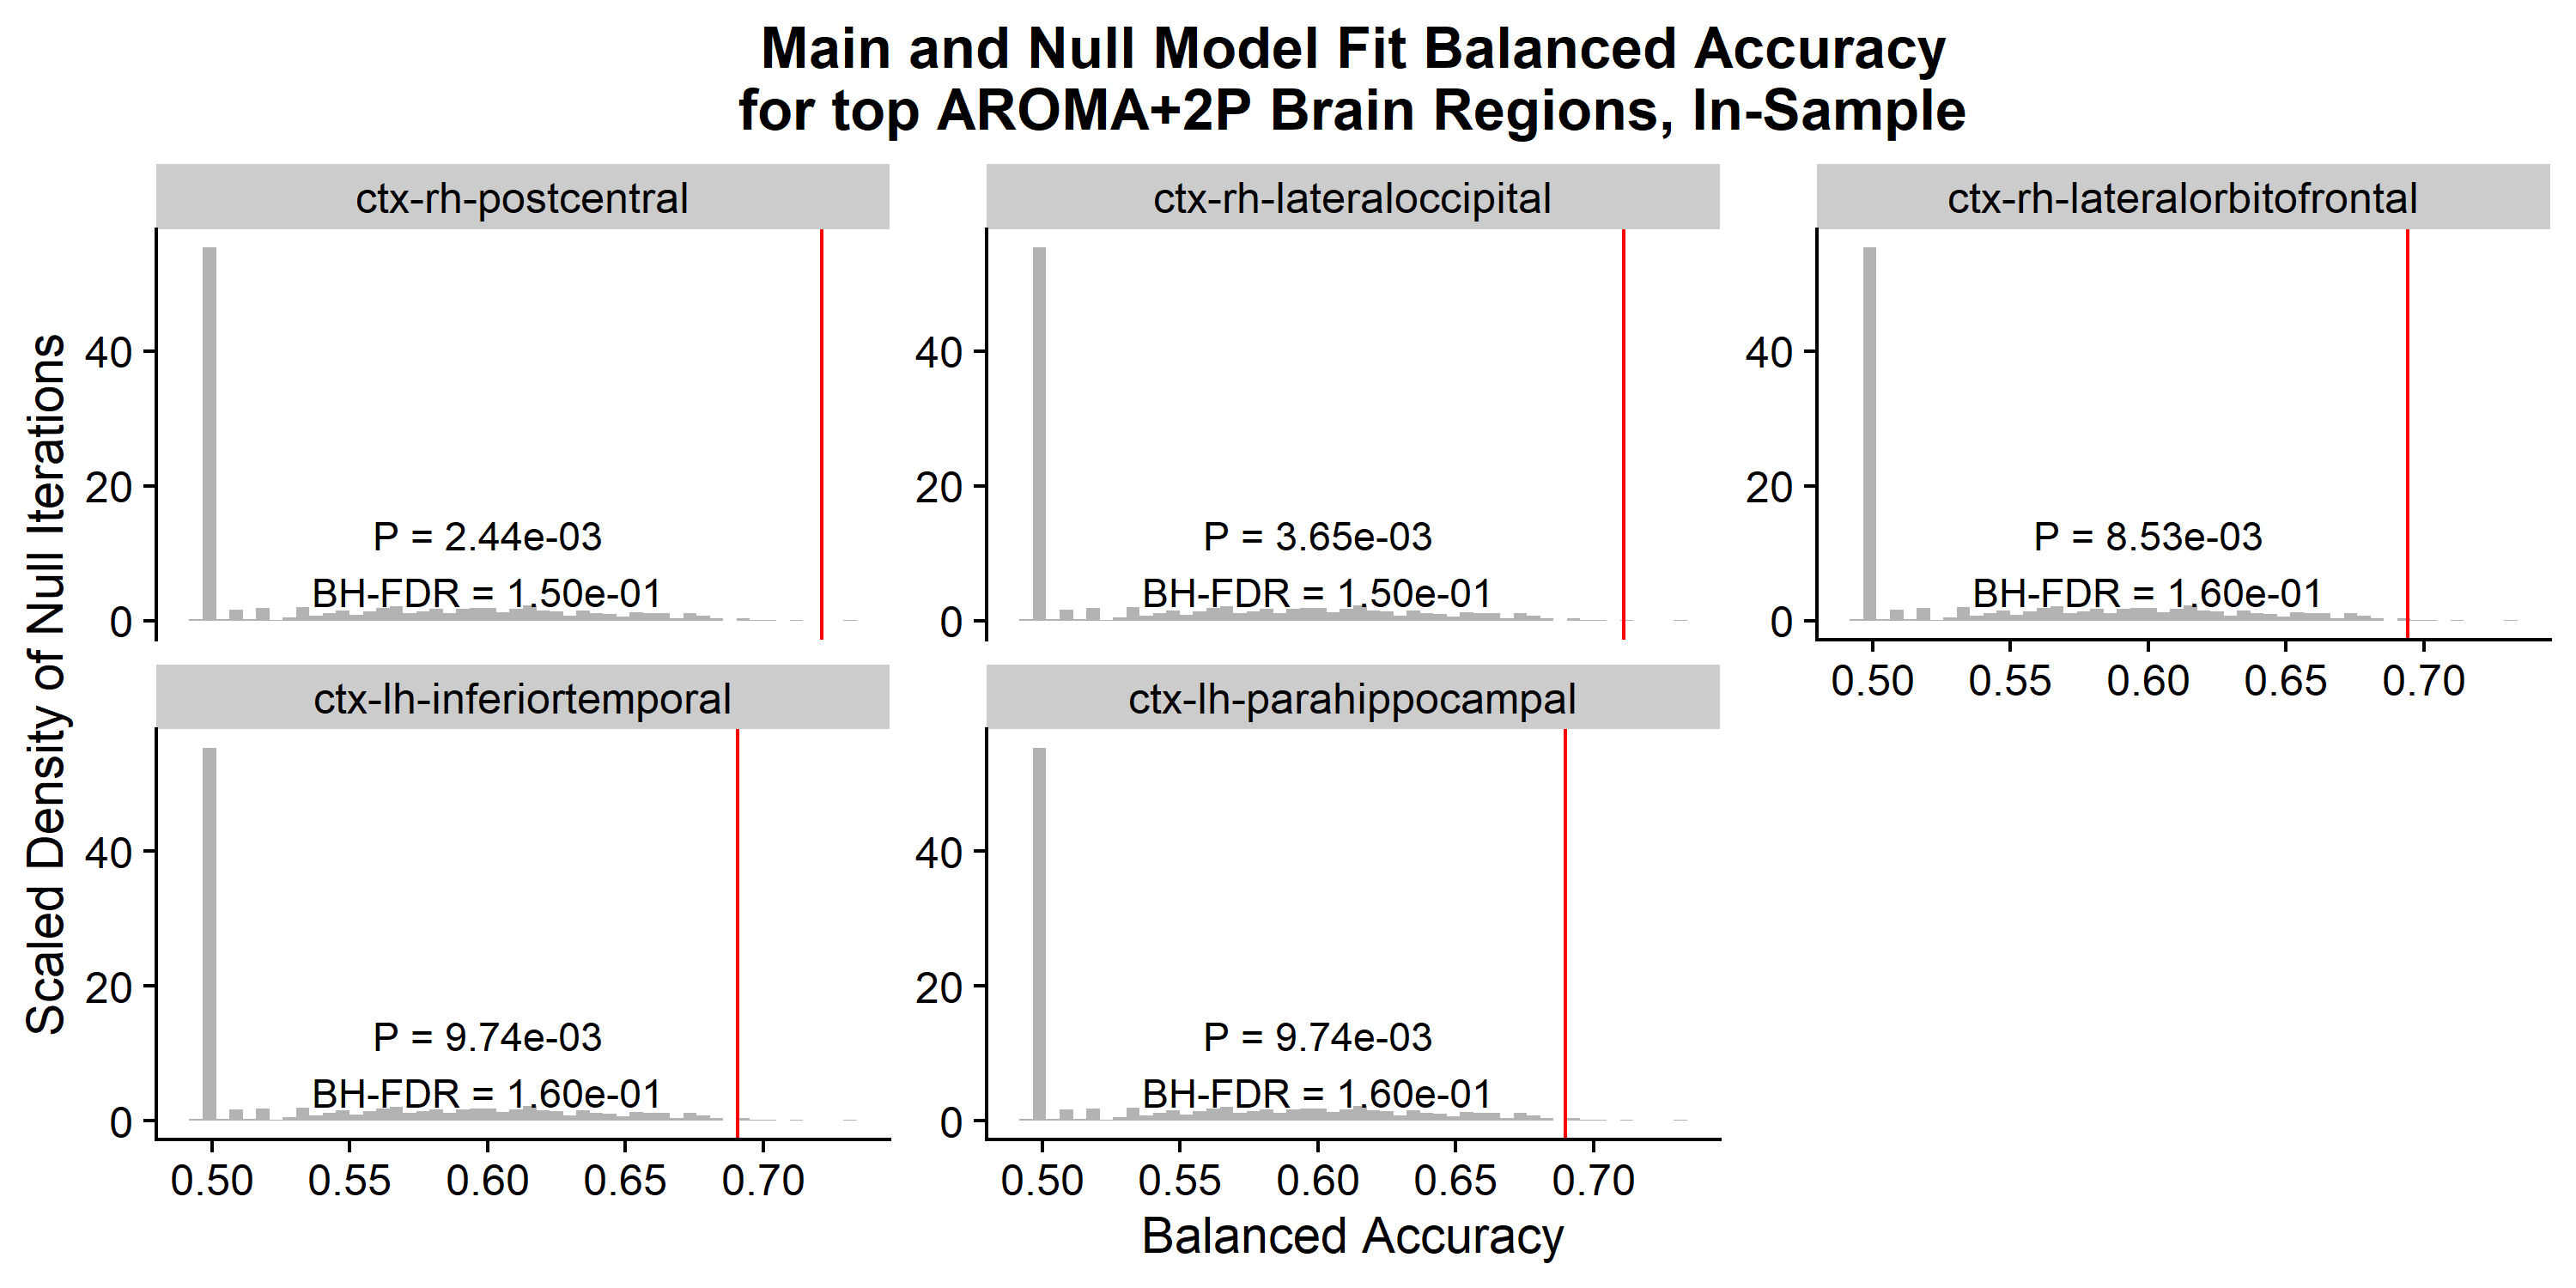 Main and Null Model Fit Balanced Accuracy
for top AROMA+2P Brain Regions, In-Sample
Scaled Density of Null Iterations
ctx-rh-postcentral
40
20
0
P = 2.44e-03
BH-FDR = 1.50e-01
ctx-rh-lateraloccipital
40
20
0
P = 3.65e-03
BH-FDR = 1.50e-01
ctx-rh-lateralorbitofrontal
40
20
0
P = 8.53e-03
BH-FDR = 1.60e-01
0.50 0.55 0.60 0.65 0.70
ctx-lh-inferiortemporal
40
20
0
P = 9.74e-03
BH-FDR = 1.60e-01
0.50 0.55 0.60 0.65 0.70
ctx-lh-parahippocampal
40
20
0
P = 9.74e-03
BH-FDR = 1.60e-01
0.50 0.55 0.60 0.65 0.70
Balanced Accuracy